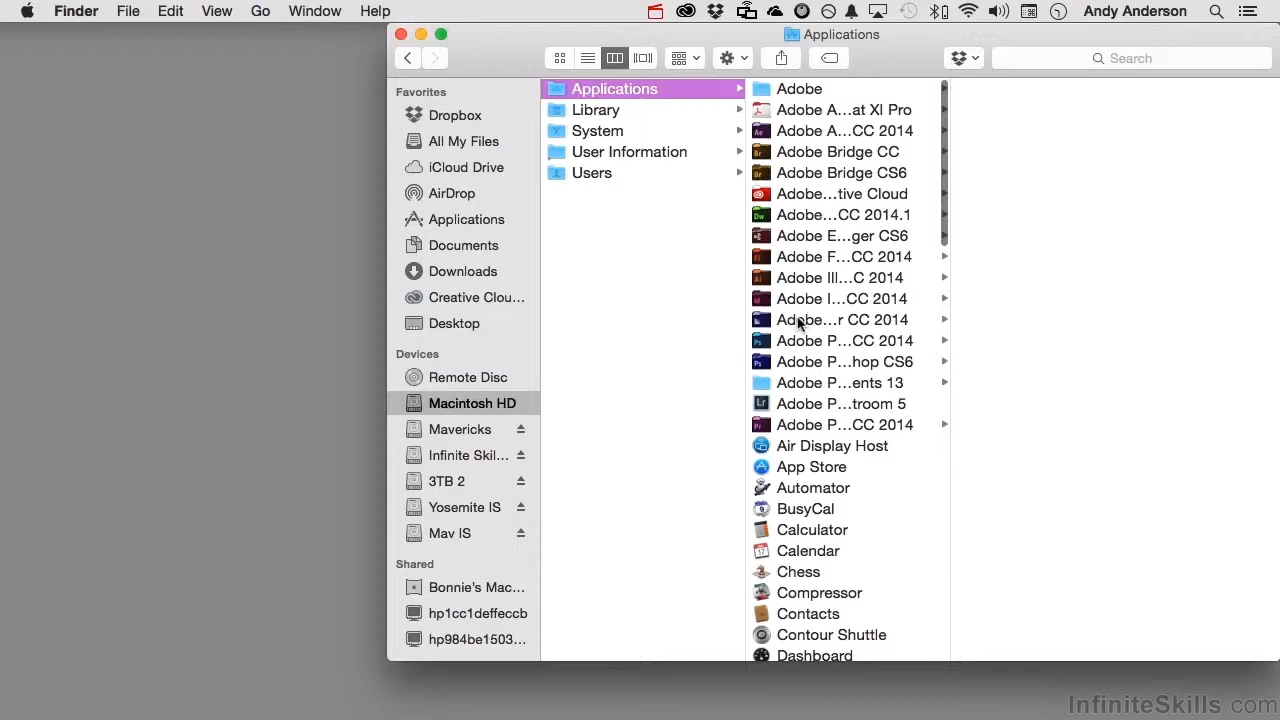 Finder File Edit View Go Window Help Andy Anderson
Applications
Search
Favorites
Dropbox
All My Files
iCloud Drive
AirDrop
Applications
Documents
Downloads
Creative Clou...
Desktop
Devices
Remote Disc
Macintosh HD
Mavericks
Infinite Skil...
3TB 2
Yosemite IS
Mav IS
Shared
Bonnie's Mac...
hp1cc1deffeccb
hp984be1503...
Applications
Library
System
User Information
Users
Adobe
Adobe A...at XI Pro
Adobe A...CC 2014
Adobe Bridge CC
Adobe Bridge CS6
Adobe...tive Cloud
Adobe...CC 2014.1
Adobe E...ger CS6
Adobe F...CC 2014
Adobe Ill...C 2014
Adobe I...CC 2014
Adobe...r CC 2014
Adobe P...CC 2014
Adobe P...hop CS6
Adobe P...ents 13
Adobe P...troom 5
Adobe P...CC 2014
Air Display Host
App Store
Automator
BusyCal
Calculator
Calendar
Chess
Compressor
Contacts
Contour Shuttle
Dashboard
InfiniteSkills.com